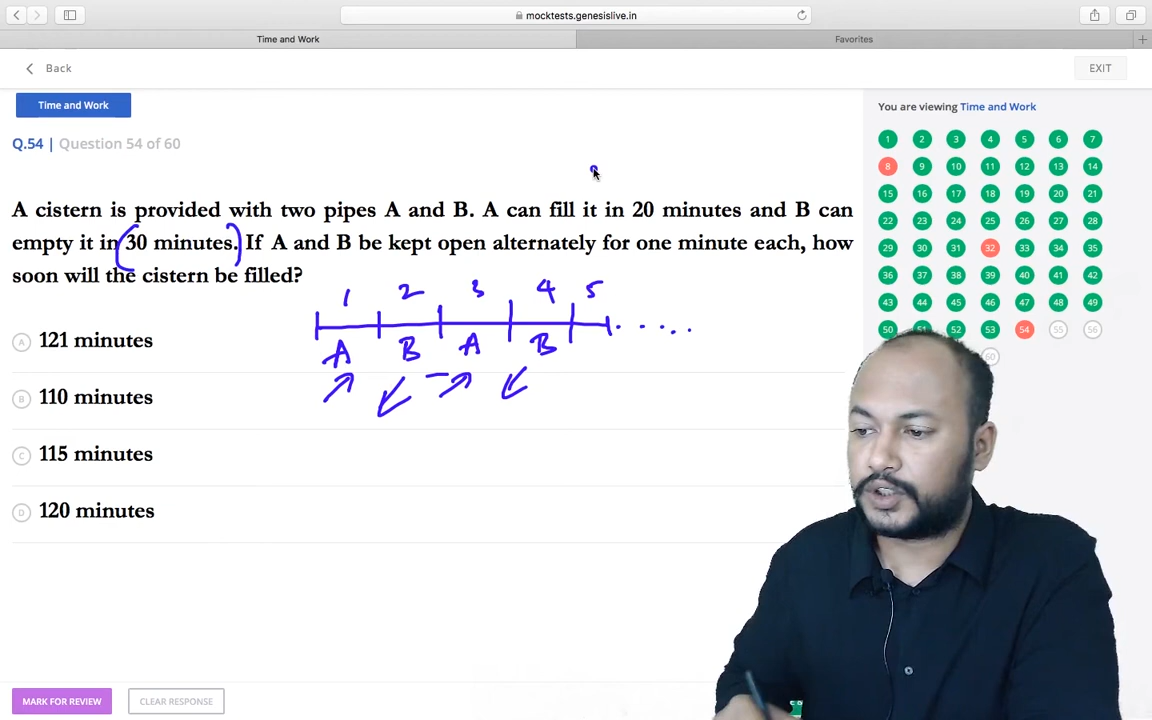 mocktests.genesislive.in
Time and Work
Favorites
Back
EXIT
Time and Work
Q.54 | Question 54 of 60
A cistern is provided with two pipes A and B. A can fill it in 20 minutes and B can
empty it in (30 minutes.) If A and B be kept open alternately for one minute each, how
soon will the cistern be filled?
1 2 3 4 5
A B A B
A 121 minutes
B 110 minutes
C 115 minutes
D 120 minutes
MARK FOR REVIEW
CLEAR RESPONSE
You are viewing Time and Work
1 2 3 4 5 6 7
8 9 10 11 12 13 14
15 16 17 18 19 20 21
22 23 24 25 26 27 28
29 30 31 32 33 34 35
36 37 38 39 40 41 42
43 44 45 46 47 48 49
50 51 52 53 54 55 56
60